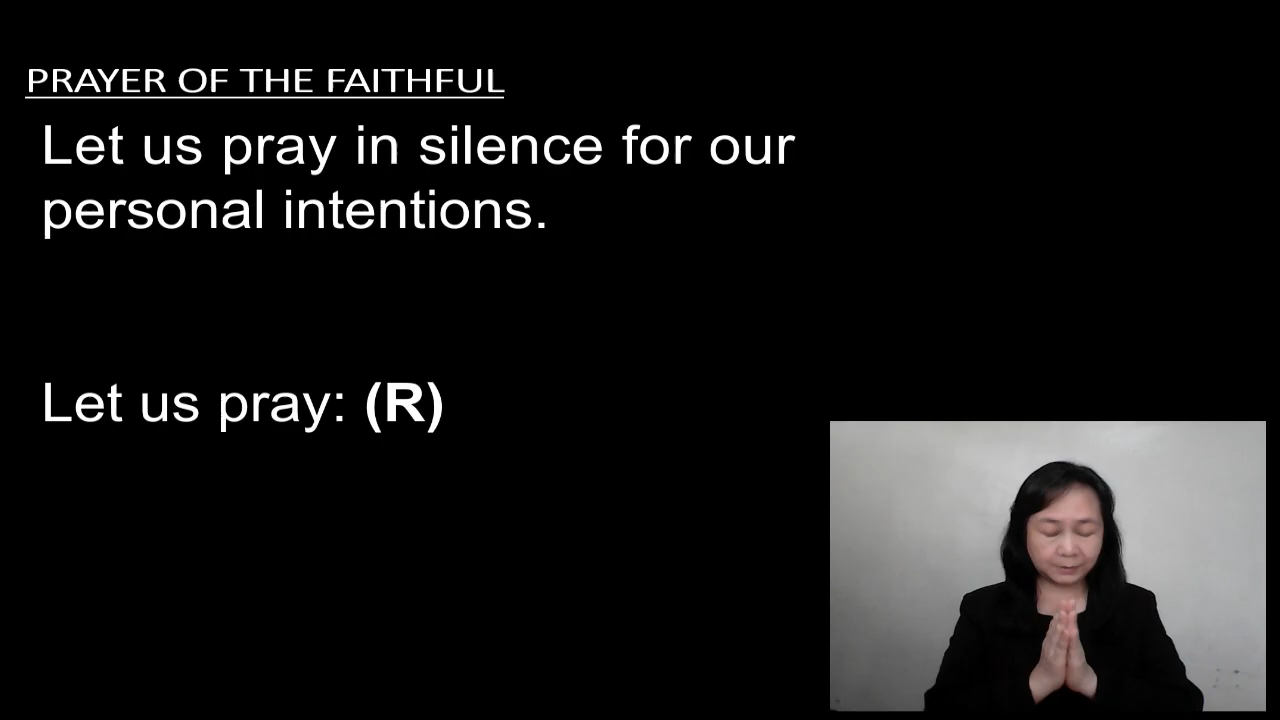 PRAYER OF THE FAITHFUL
Let us pray in silence for our
personal intentions.
Let us pray: (R)